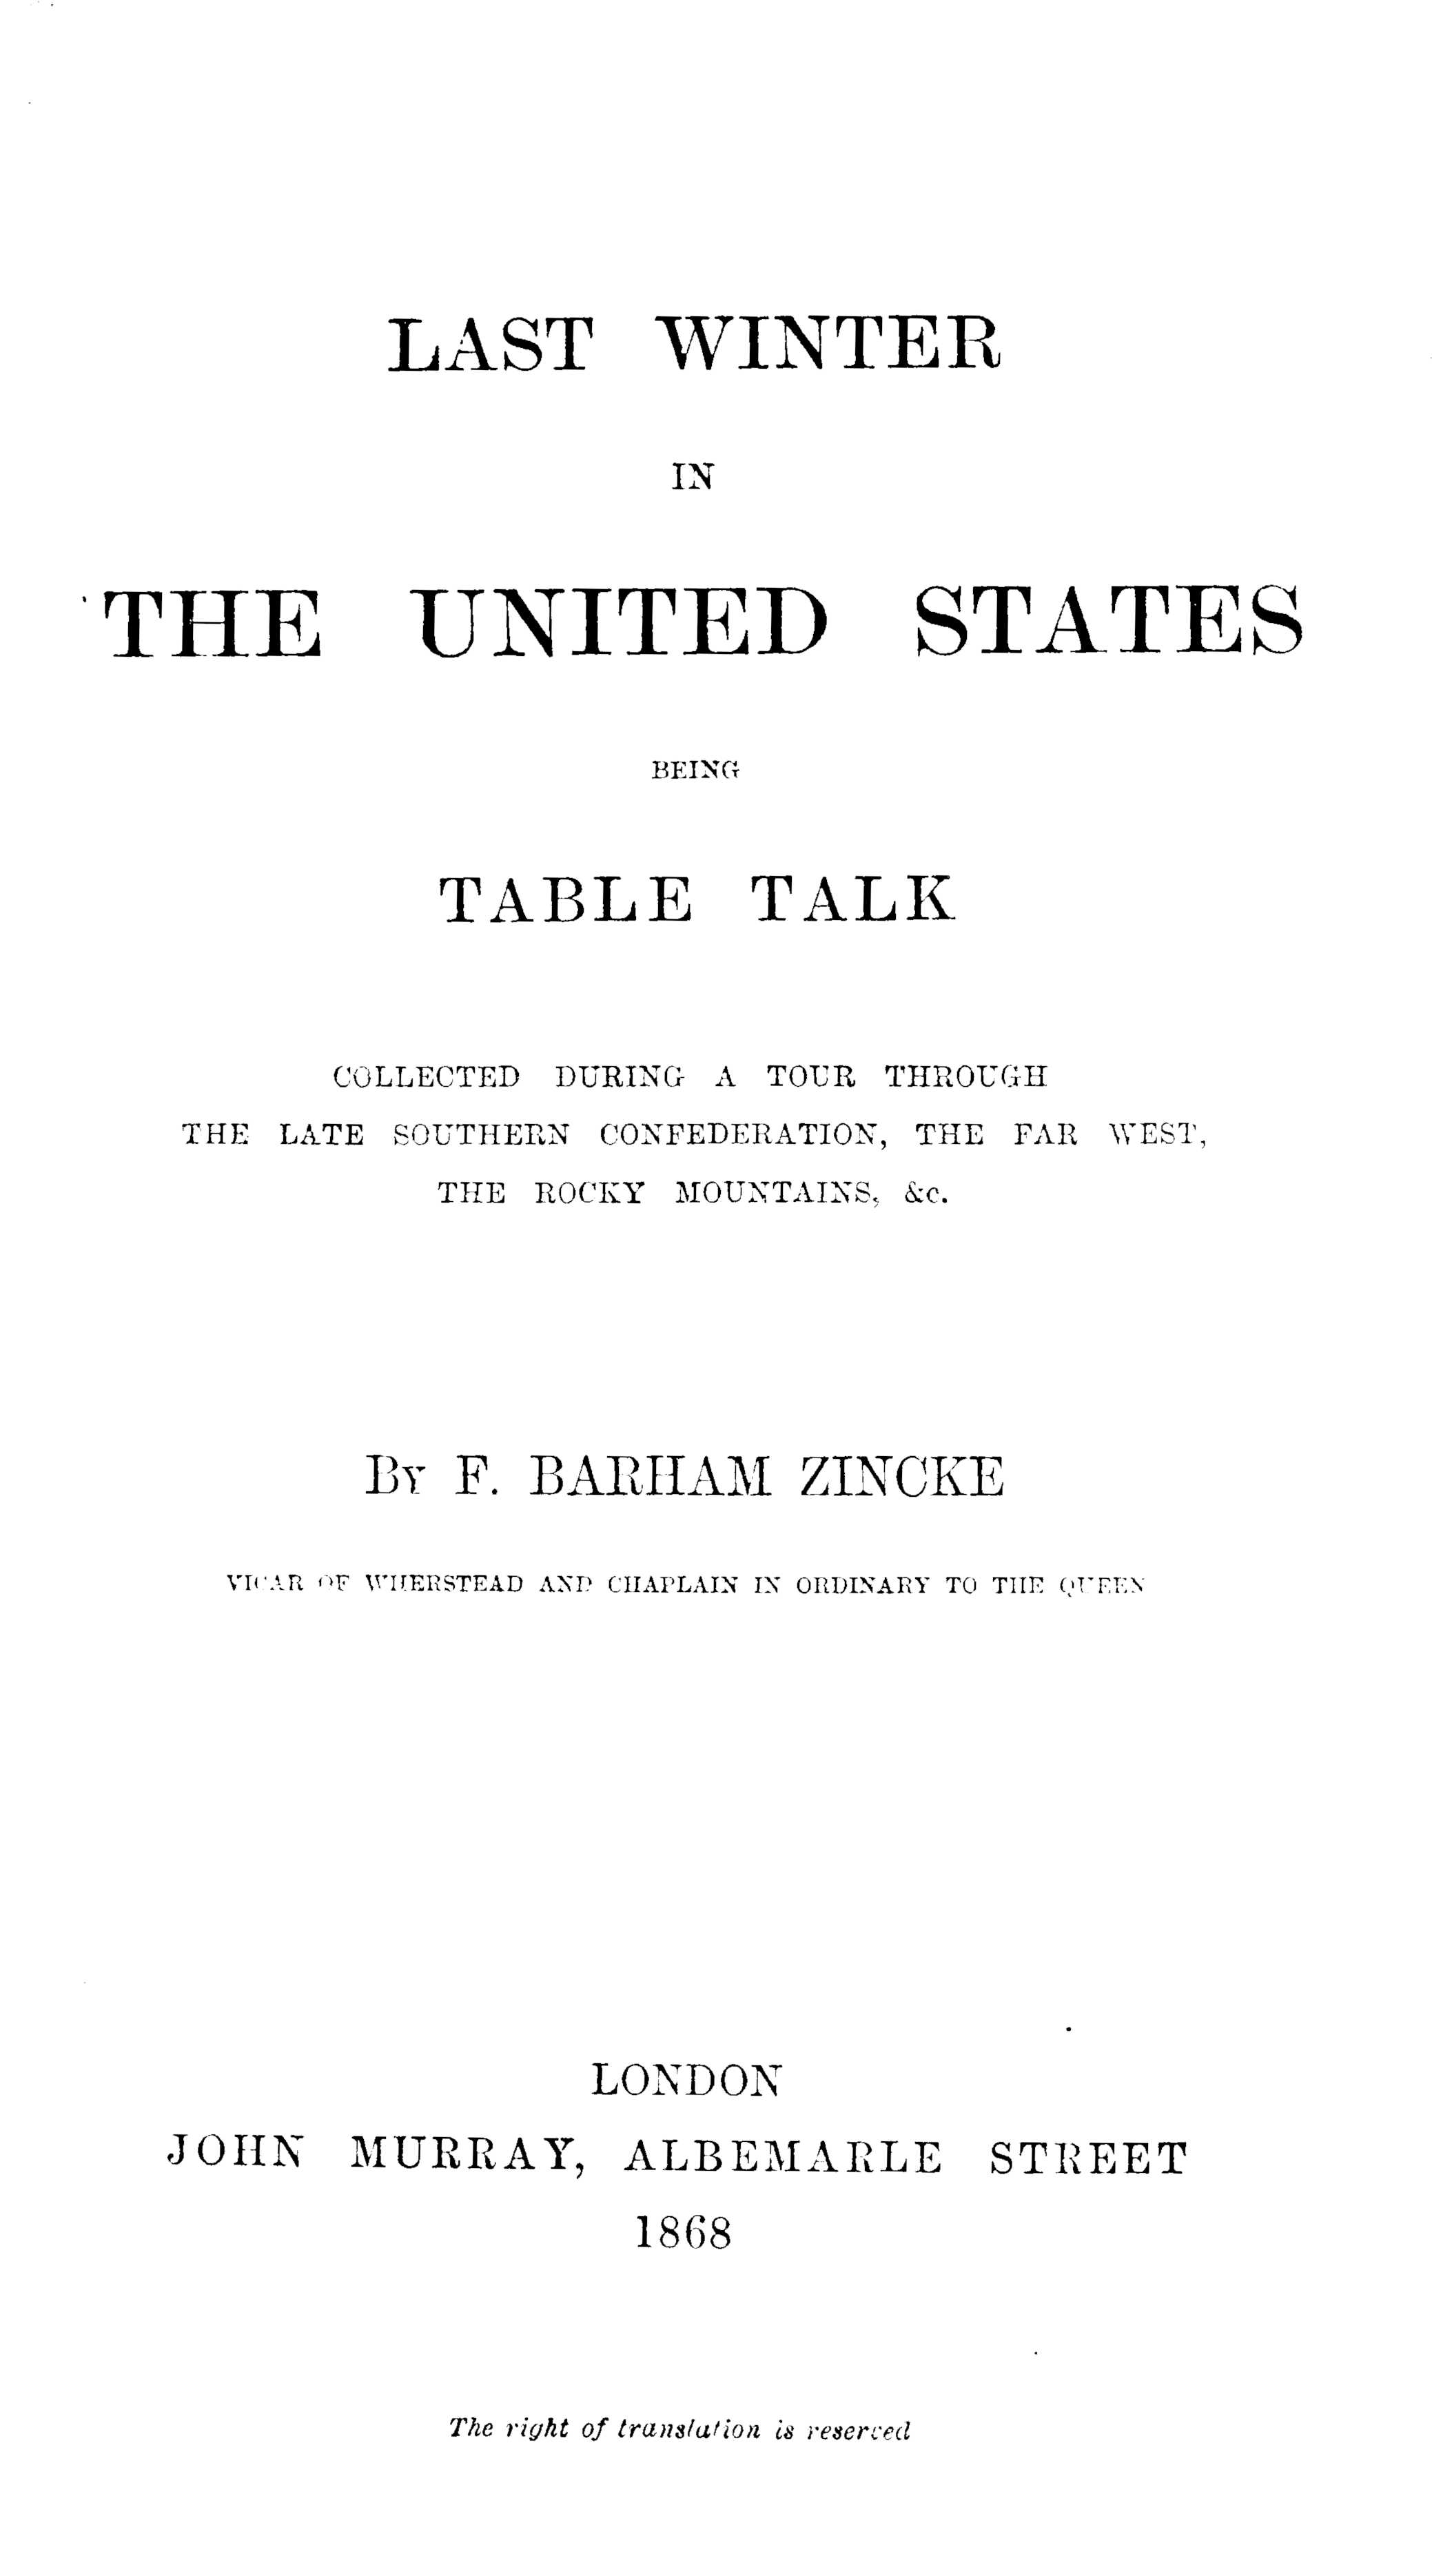 LAST WINTER
IN
THE UNITED STATES
BEING
TABLE TALK
COLLECTED DURING A TOUR THROUGH
THE LATE SOUTHERN CONFEDERATION, THE FAR WEST,
THE ROCKY MOUNTAINS, &c.
BY F. BARHAM ZINCKE
VICAR OF WHERSTEAD AND CHAPLAIN IN ORDINARY TO THE QUEEN
LONDON
JOHN MURRAY, ALBEMARLE STREET
1868
The right of translation is reserved